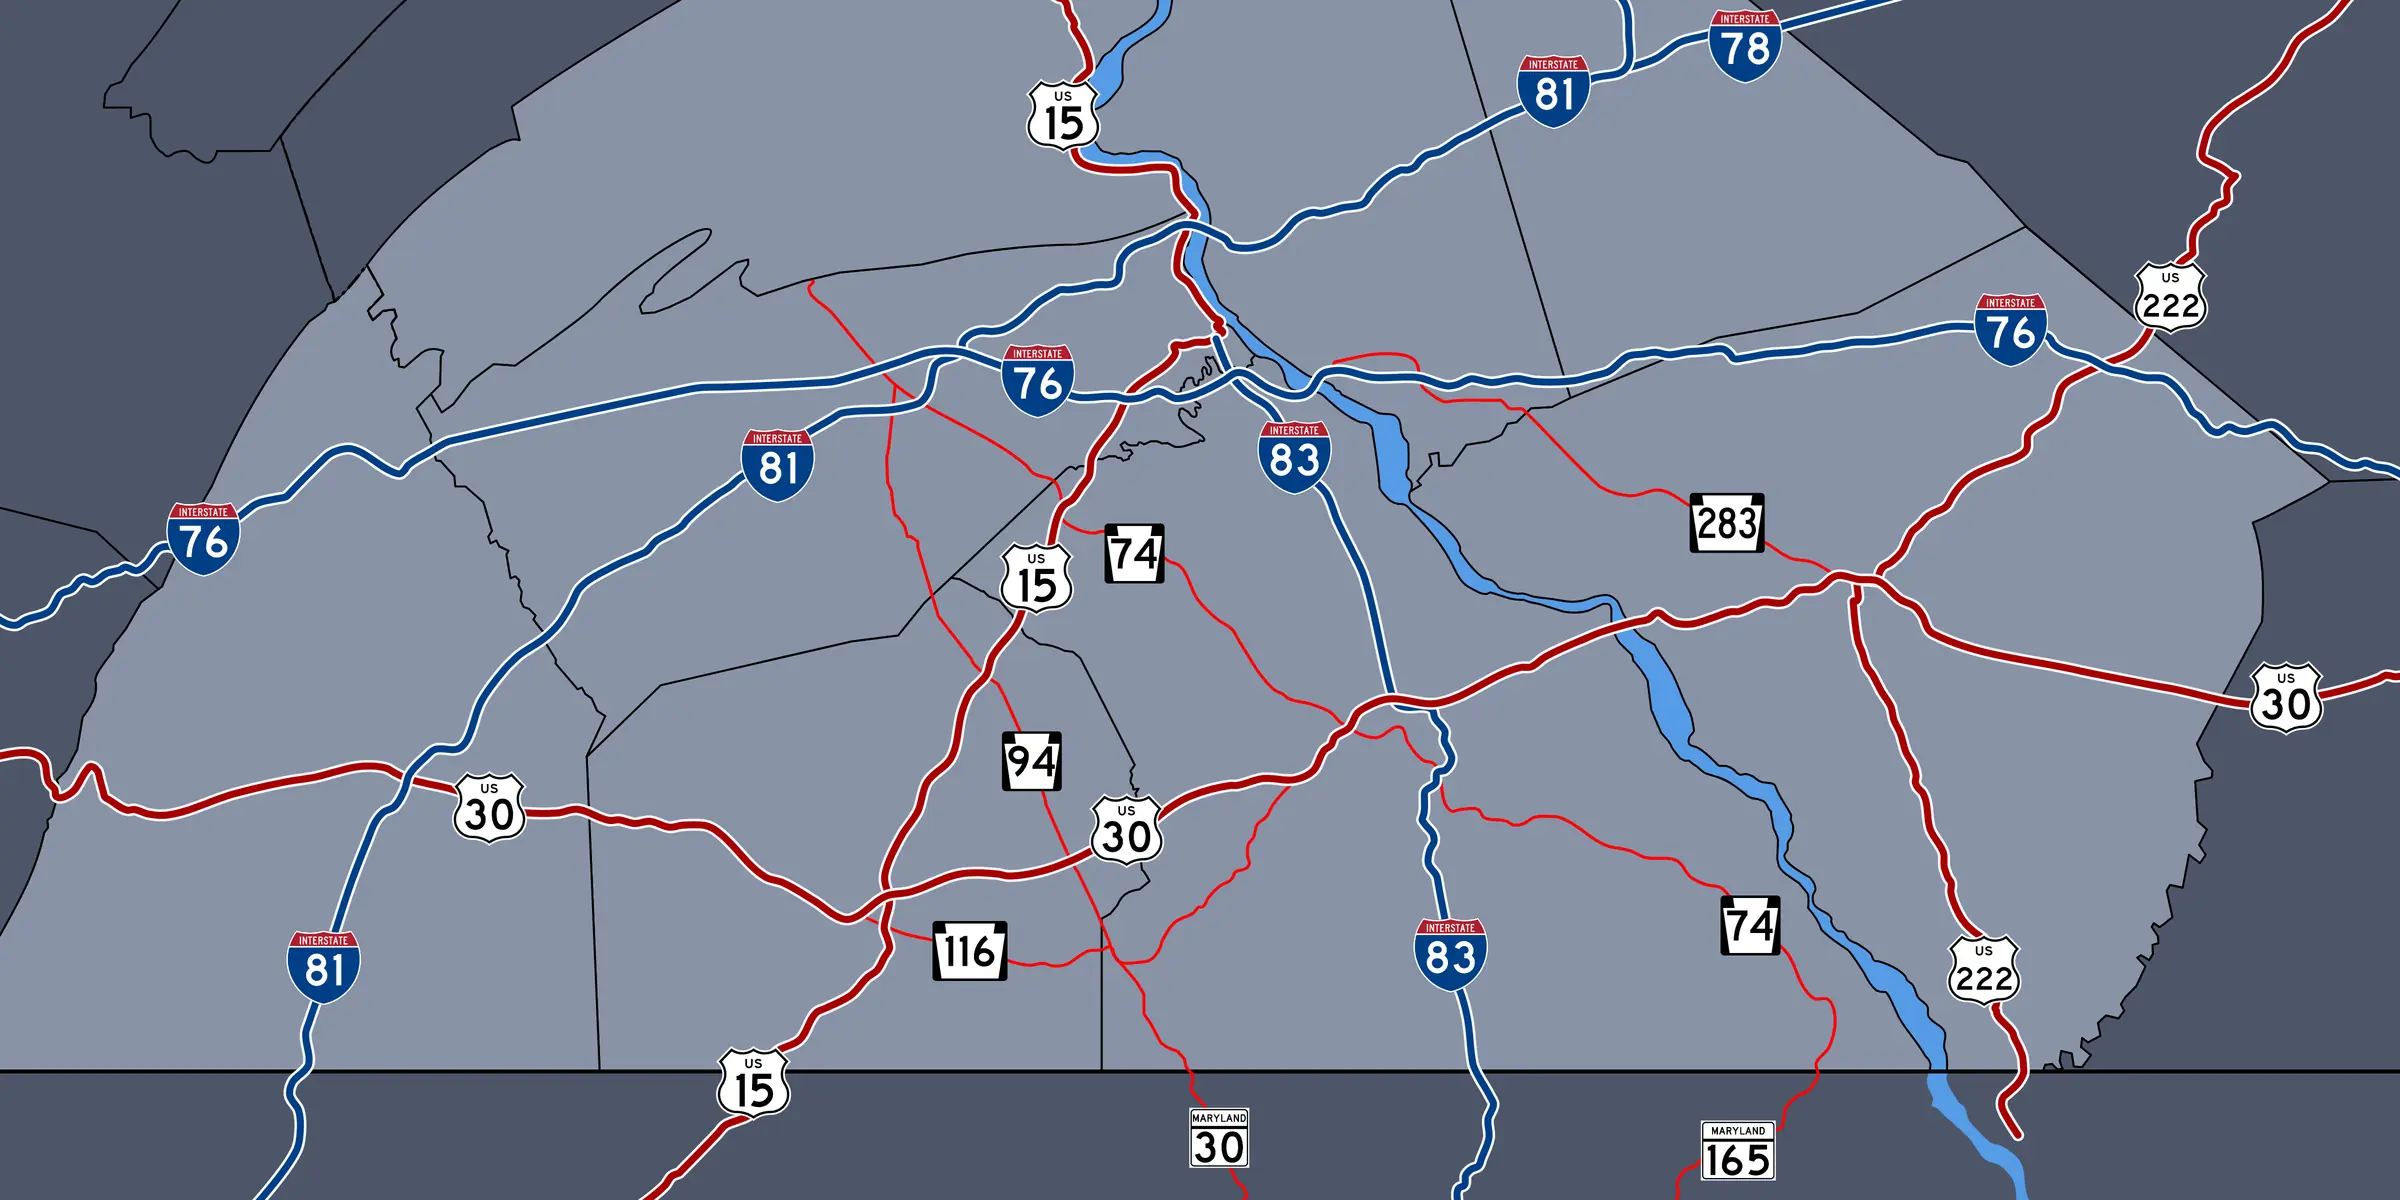 INTERSTATE
78
INTERSTATE
81
US
15
US
222
INTERSTATE
76
INTERSTATE
76
INTERSTATE
81
INTERSTATE
83
INTERSTATE
76
283
74
US
15
US
30
94
US
30
US
30
116
74
INTERSTATE
81
INTERSTATE
83
US
222
US
15
MARYLAND
30
MARYLAND
165